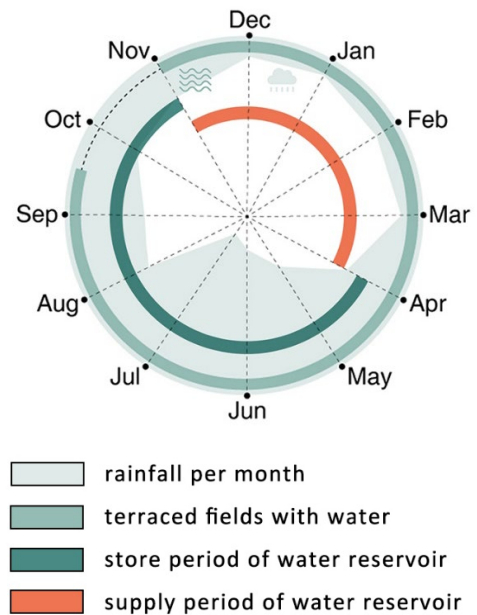 Dec
Nov
Jan
Oct
Feb
Sep
Mar
Aug
Apr
Jul
May
Jun
rainfall per month
terraced fields with water
store period of water reservoir
supply period of water reservoir